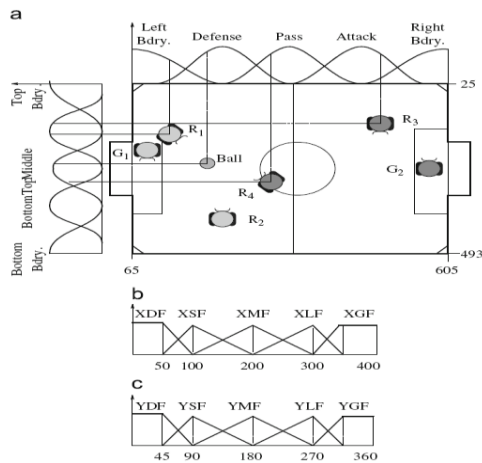 a
Left Bdry.
Defense
Pass
Attack
Right Bdry.
Top Bdry.
Middle
Top
Bottom
Bottom Bdry.
25
R1
R3
G1
Ball
G2
R4
R2
493
65
605
b
XDF XSF XMF XLF XGF
50 100 200 300 400
c
YDF YSF YMF YLF YGF
45 90 180 270 360